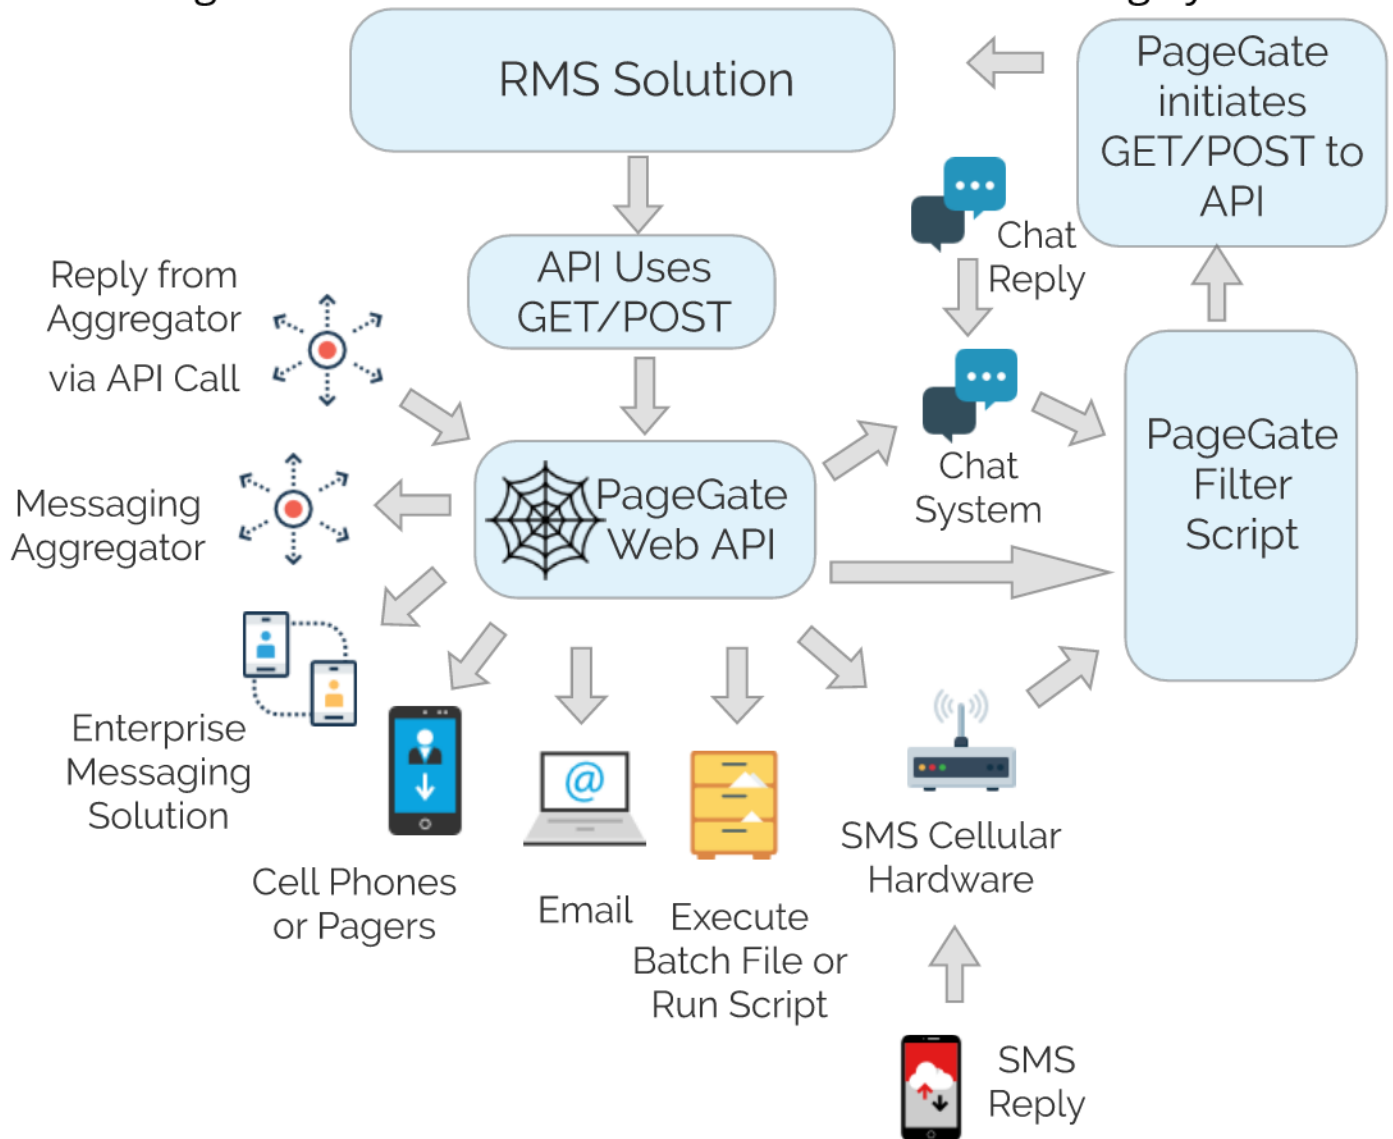 RMS Solution
PageGate
initiates
GET/POST to
API
Chat
Reply
API Uses
GET/POST
Reply from
Aggregator
via API Call
PageGate
Web API
Chat
System
PageGate
Filter
Script
Messaging
Aggregator
Enterprise
Messaging
Solution
Cell Phones
or Pagers
@
Email
Execute
Batch File or
Run Script
SMS Cellular
Hardware
SMS
Reply